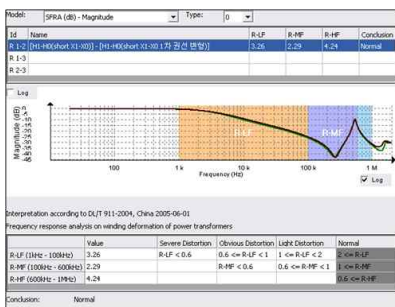 Model: SFRA (dB) - Magnitude Type: 0
Id Name R-LF R-MF R-HF Conclusion
R 1-2 [H1-H0(short X1-X0)] - [H1-H0(short X1-X0 1차 권선 변형)] 3.26 2.29 4.24 Normal
R 1-3
R 2-3
Log
Magnitude (dB)
R-LF R-MF
100 1 k 10 k 100 k 1 M
Frequency (Hz)
Log
Interpretation according to DL/T 911-2004, China 2005-06-01
Frequency response analysis on winding deformation of power transformers
Value Severe Distortion Obvious Distortion Light Distortion Normal
R-LF (1kHz - 100kHz) 3.26 R-LF < 0.6 0.6 <= R-LF < 1 1 <= R-LF < 2 2 <= R-LF
R-MF (100kHz - 600kHz) 2.29 R-MF < 0.6 0.6 <= R-MF < 1 1 <= R-MF
R-HF (600kHz - 1MHz) 4.24 0.6 <= R-HF
Conclusion: Normal